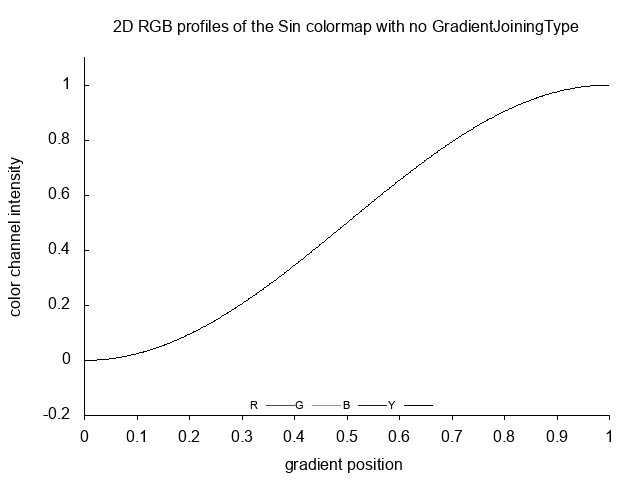 2D RGB profiles of the Sin colormap with no GradientJoiningType
color channel intensity
1
0.8
0.6
0.4
0.2
0
-0.2
R G B Y
0 0.1 0.2 0.3 0.4 0.5 0.6 0.7 0.8 0.9 1
gradient position